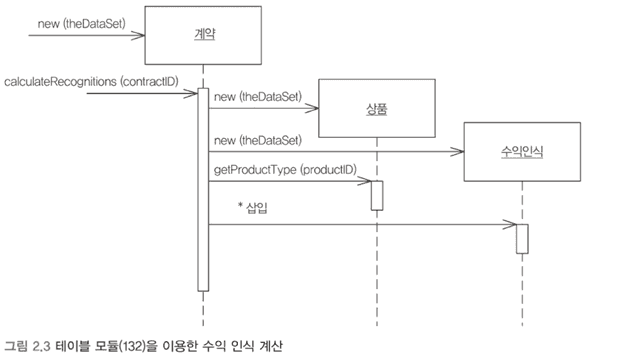 new (theDataSet)
계약
calculateRecognitions (contractID)
new (theDataSet)
상품
new (theDataSet)
수익인식
getProductType (productID)
* 삽입
그림 2.3 테이블 모듈(132)을 이용한 수익 인식 계산